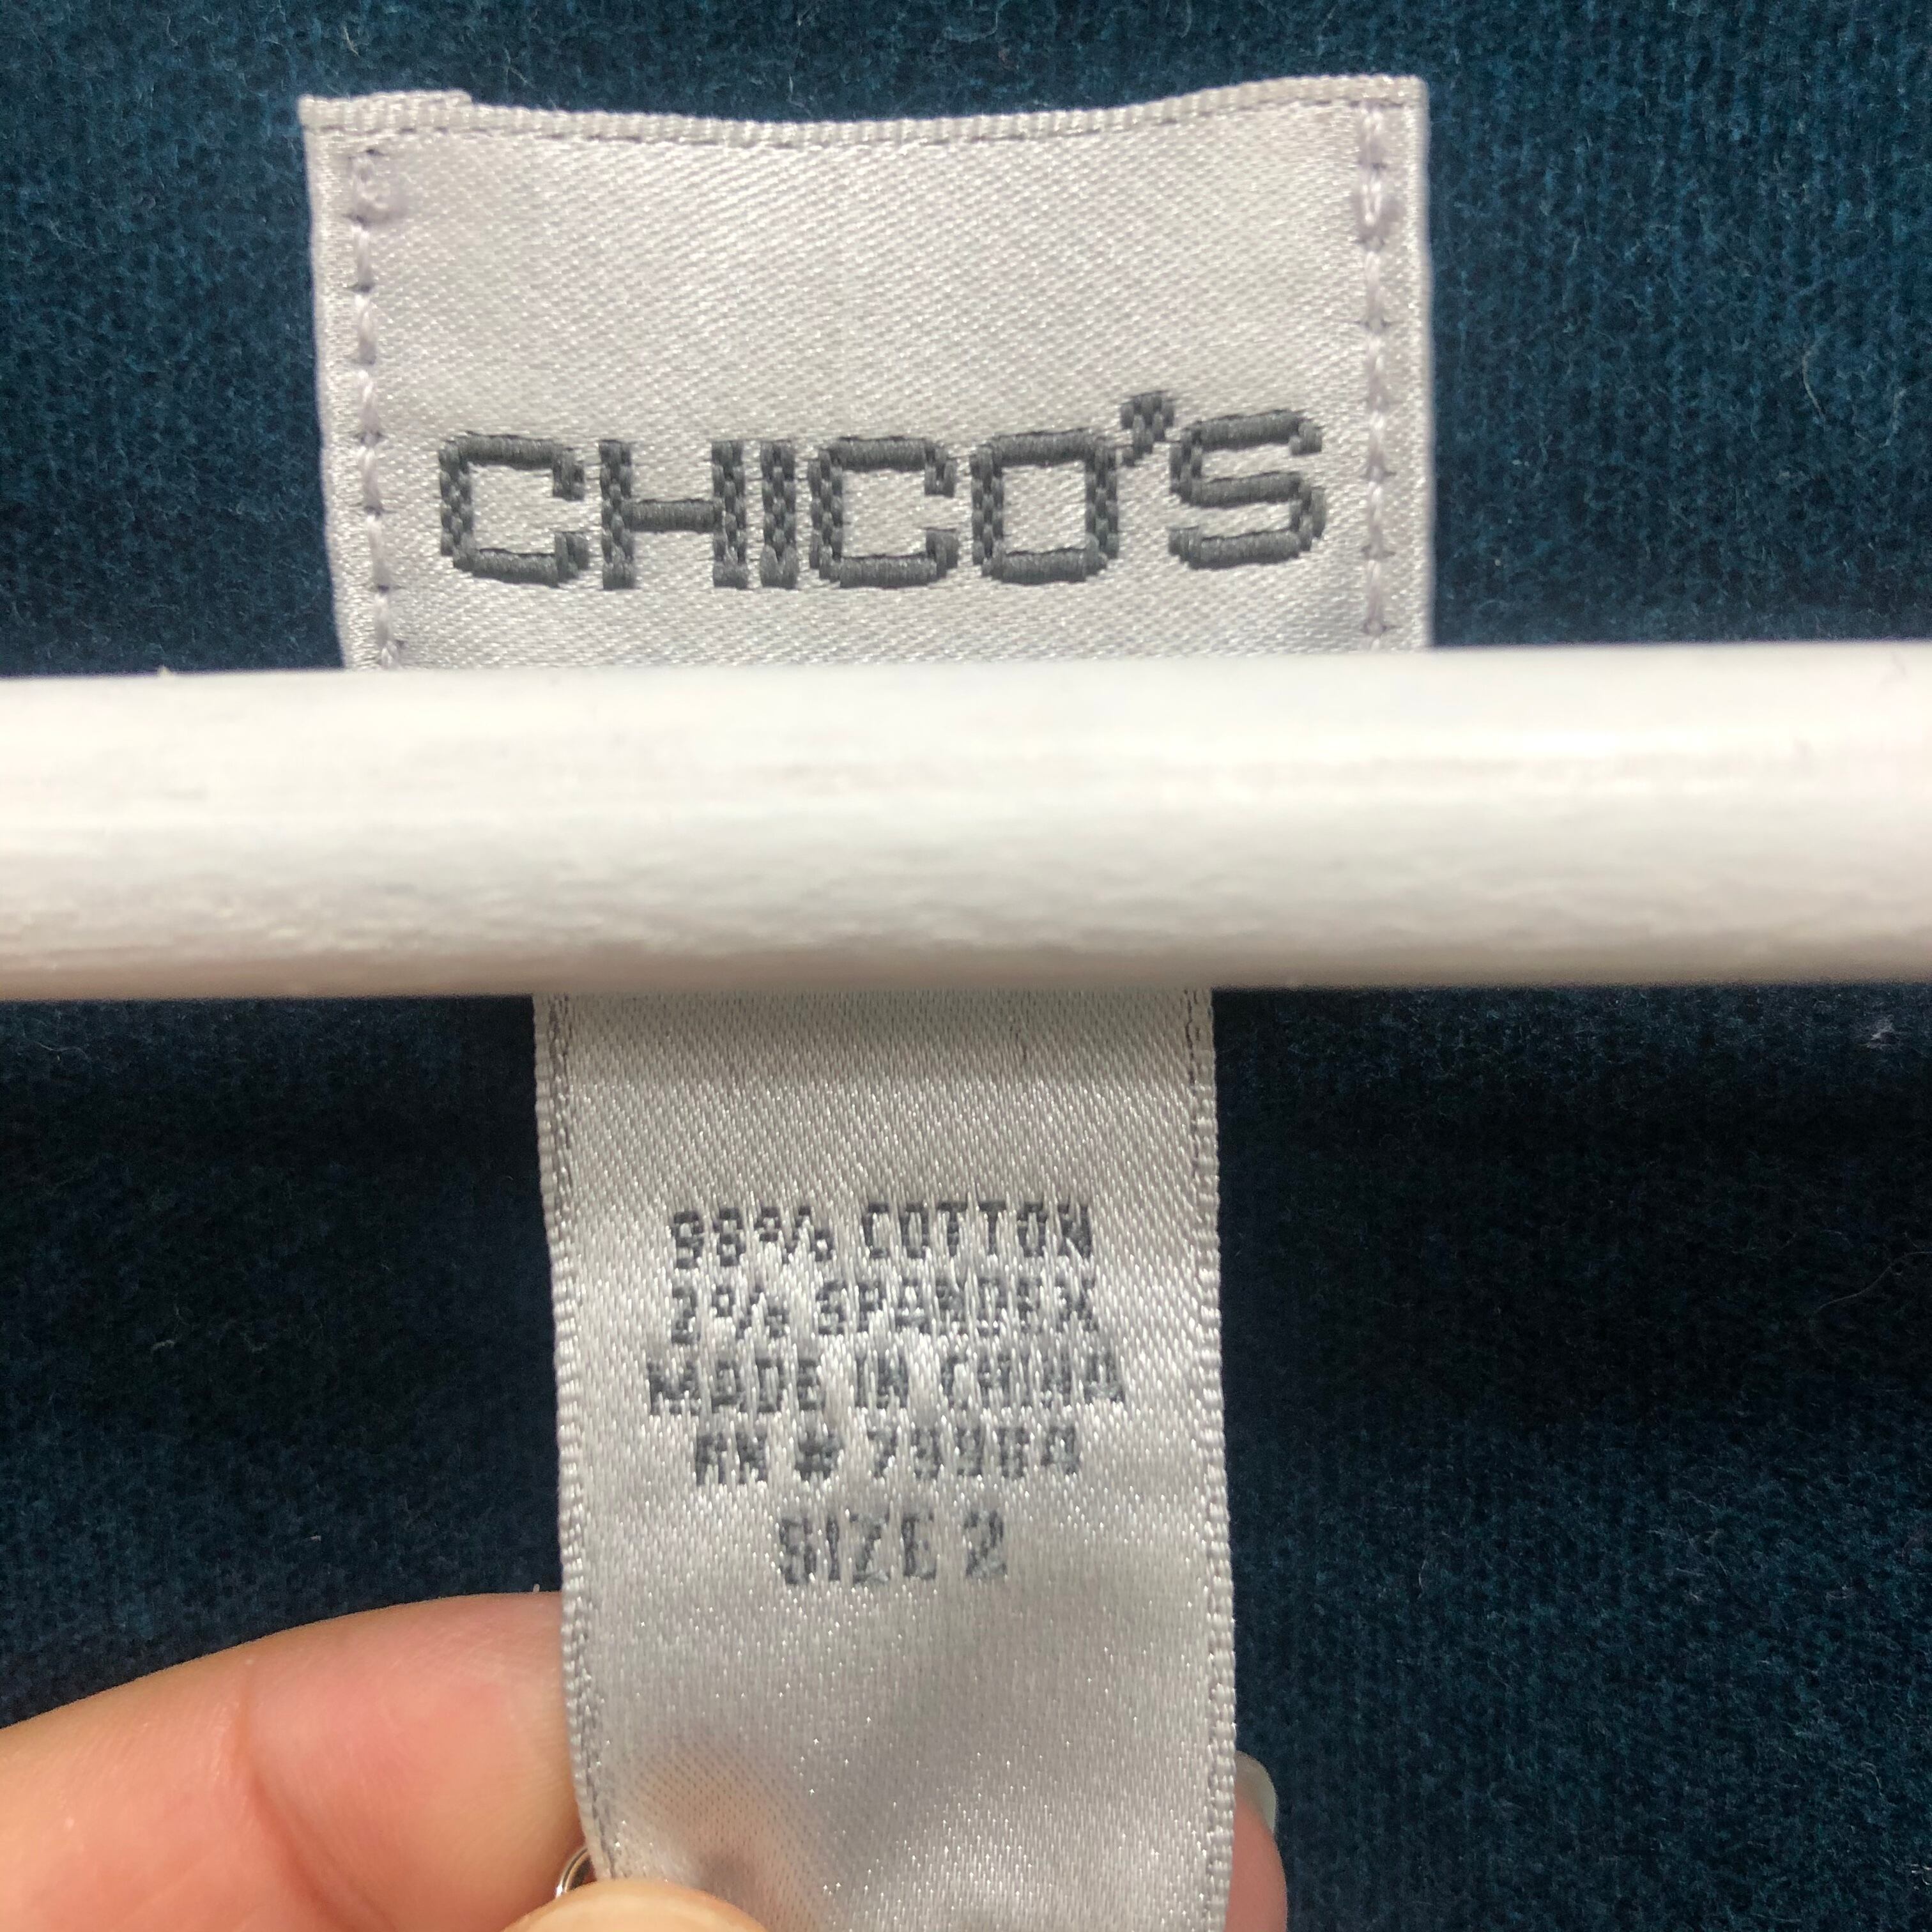 CHICO'S
98% COTTON
2% SPANDEX
MADE IN CHINA
RN # 79984
SIZE 2